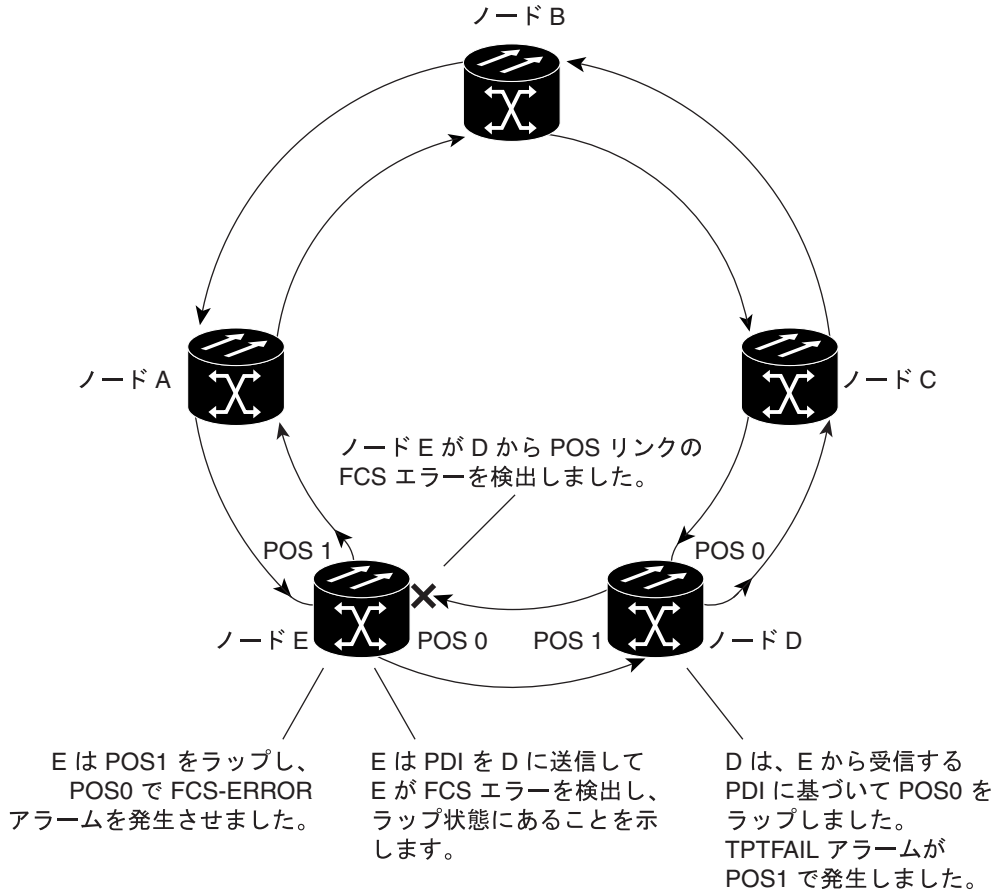 ノード B
ノード A
ノード C
ノード E が D から POS リンクの
FCS エラーを検出しました。
POS 1
POS 0
ノード E
POS 0
POS 1
ノード D
E は POS1 をラップし、
POS0 で FCS-ERROR
アラームを発生させました。
E は PDI を D に送信して
E が FCS エラーを検出し、
ラップ状態にあることを示
します。
D は、E から受信する
PDI に基づいて POS0 を
ラップしました。
TPTFAIL アラームが
POS1 で発生しました。